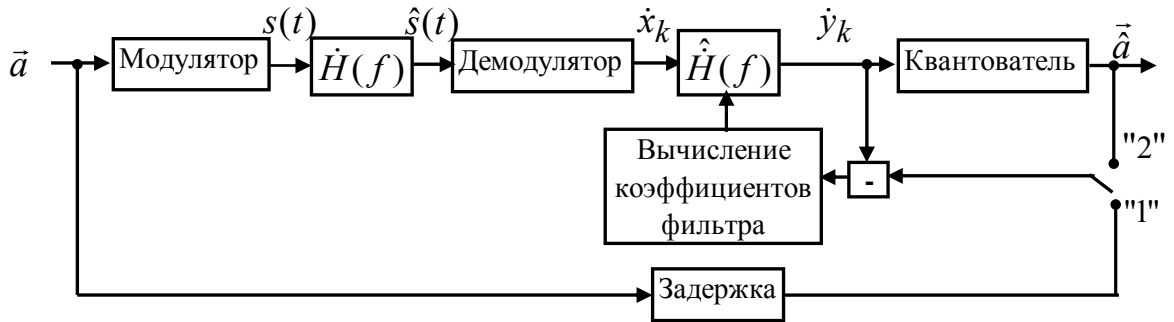 s(t) ŝ(t) ẋₖ ẏₖ
a⃗ Модулятор Ḣ(f) Демодулятор Ḣ̂(f) Квантователь â⃗
Вычисление
коэффициентов
фильтра
-
"2"
"1"
Задержка